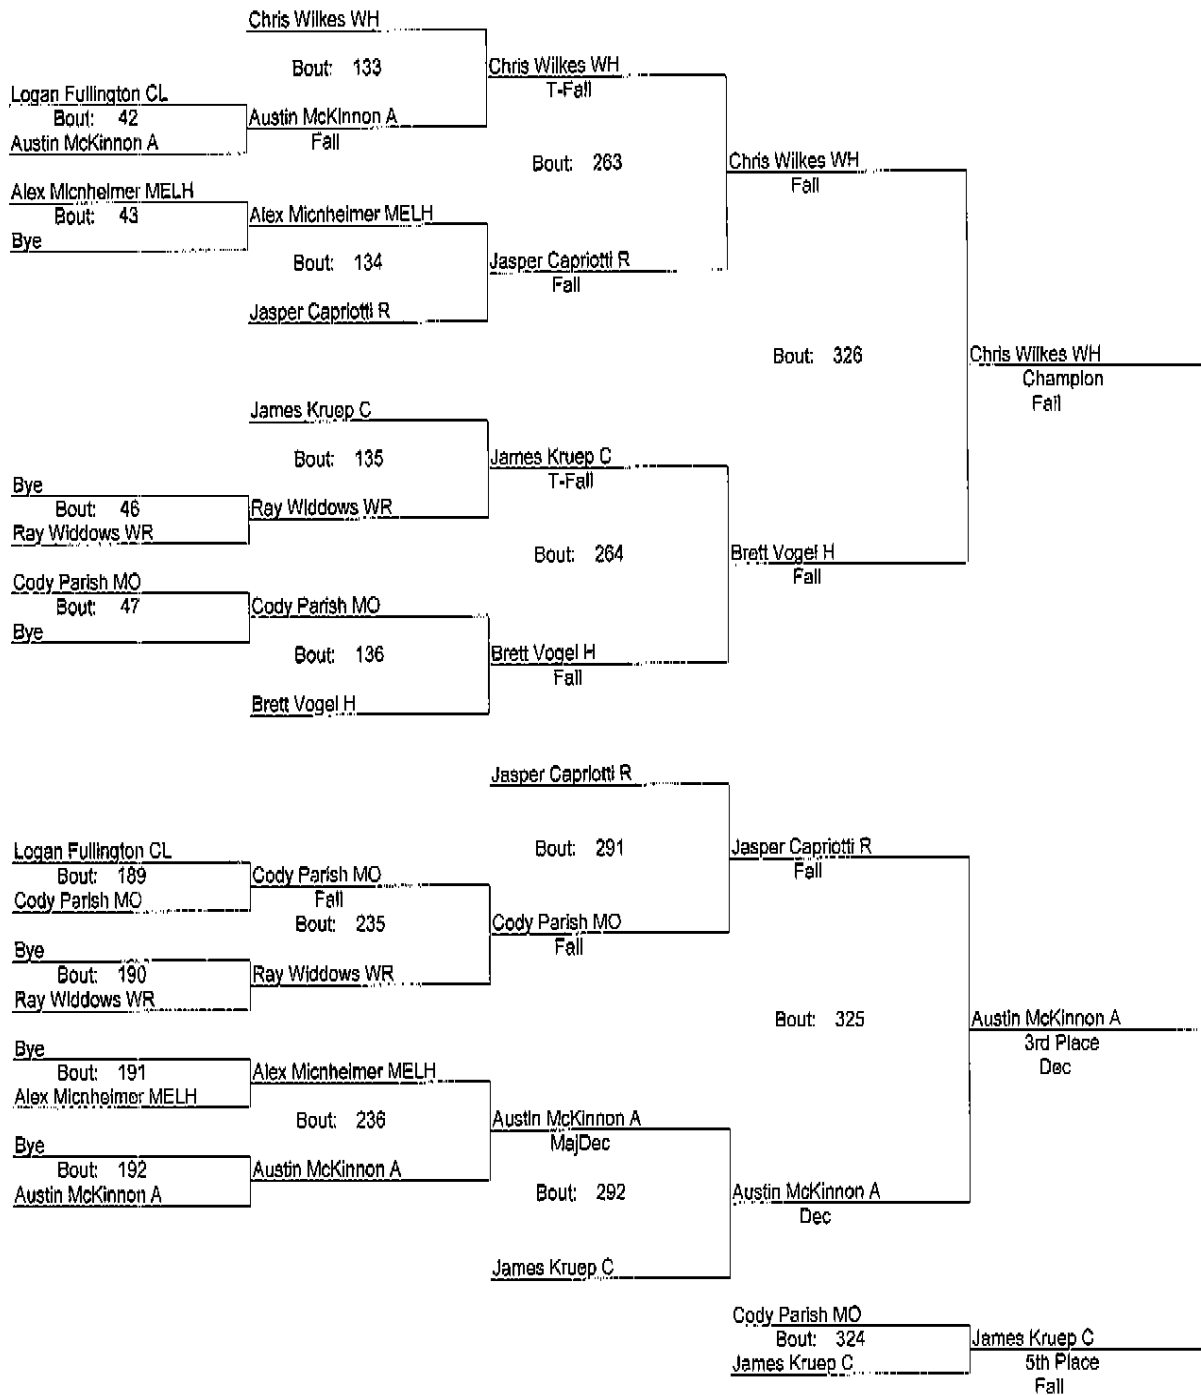 Chris Wilkes WH
Bout: 133
Chris Wilkes WH
T-Fall
Logan Fullington CL
Bout: 42
Austin McKinnon A
Austin McKinnon A
Fall
Bout: 263
Chris Wilkes WH
Fall
Alex Micnheimer MELH
Bout: 43
Bye
Alex Micnheimer MELH
Bout: 134
Jasper Capriotti R
Fall
Jasper Capriotti R
Bout: 326
Chris Wilkes WH
Champion
Fall
James Kruep C
Bout: 135
James Kruep C
T-Fall
Bye
Bout: 46
Ray Widdows WR
Ray Widdows WR
Bout: 264
Brett Vogel H
Fall
Cody Parish MO
Bout: 47
Bye
Cody Parish MO
Bout: 136
Brett Vogel H
Fall
Brett Vogel H
Jasper Capriotti R
Bout: 291
Jasper Capriotti R
Fall
Logan Fullington CL
Bout: 189
Cody Parish MO
Cody Parish MO
Fall
Bout: 235
Cody Parish MO
Fall
Bye
Bout: 190
Ray Widdows WR
Ray Widdows WR
Bout: 325
Austin McKinnon A
3rd Place
Dec
Bye
Bout: 191
Alex Micnheimer MELH
Alex Micnheimer MELH
Bout: 236
Austin McKinnon A
MajDec
Bye
Bout: 192
Austin McKinnon A
Austin McKinnon A
Bout: 292
Austin McKinnon A
Dec
James Kruep C
Cody Parish MO
Bout: 324
James Kruep C
James Kruep C
5th Place
Fall